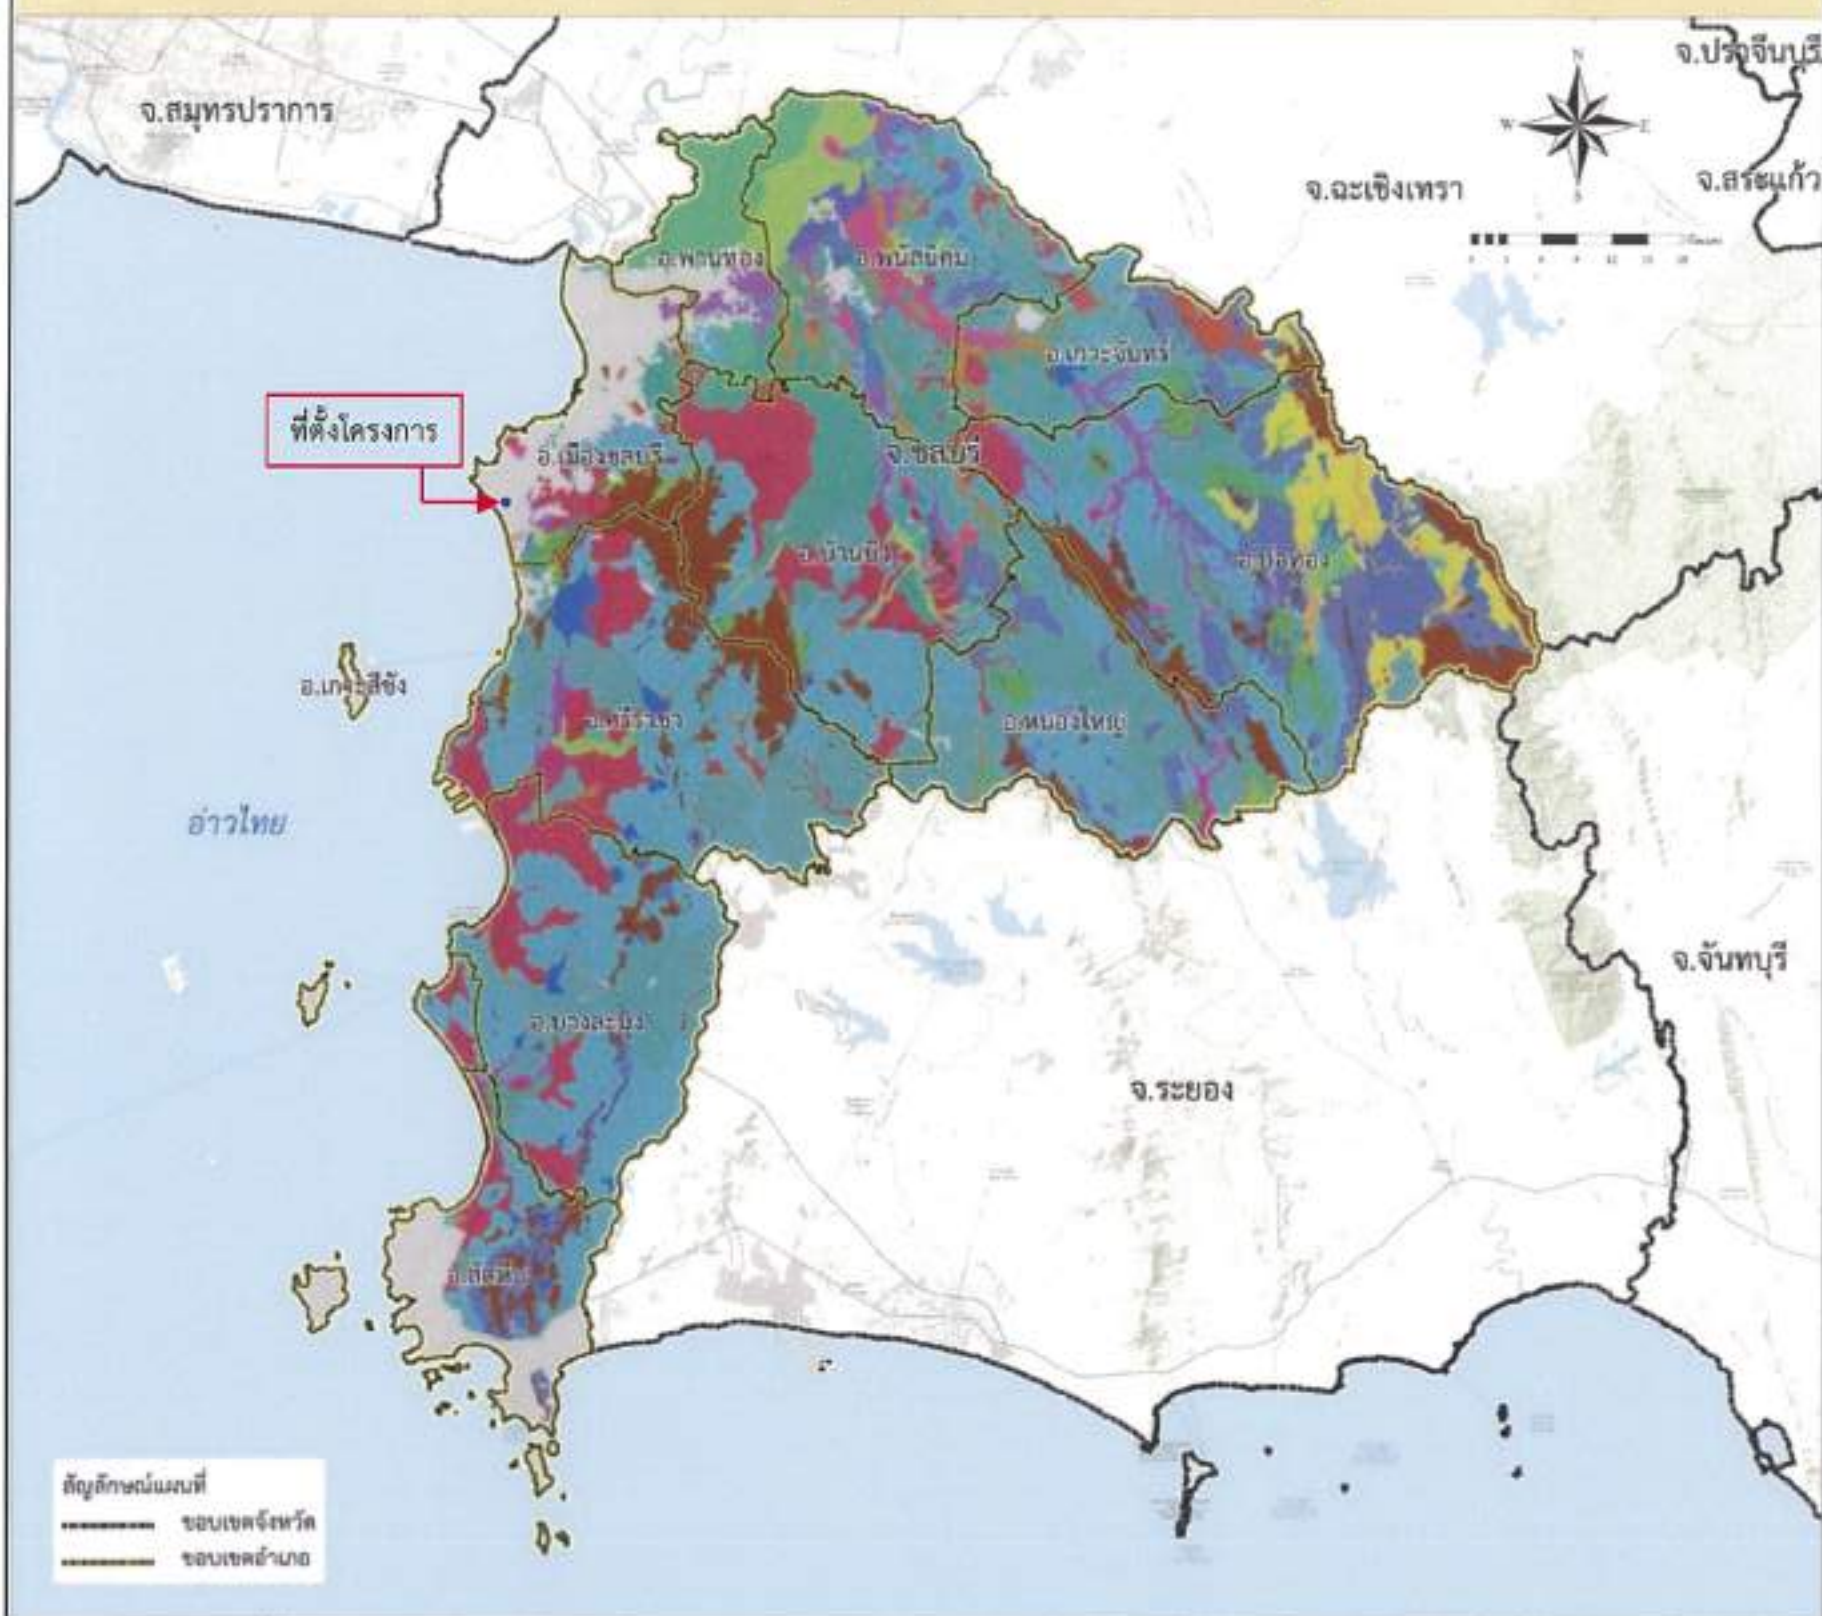 จ.ปราจีนบุรี
N
จ.สมุทรปราการ
W
E
จ.ฉะเชิงเทรา
จ.สระแก้ว
S
อ.พานทอง
อ.พนัสนิคม
อ.เกาะจันทร์
ที่ตั้งโครงการ
อ.เมืองชลบุรี
จ.ชลบุรี
อ.บ้านบึง
อ.บ่อทอง
อ.เกาะสีชัง
อ.ศรีราชา
อ.หนองใหญ่
อ่าวไทย
จ.จันทบุรี
อ.บางละมุง
จ.ระยอง
อ.สัตหีบ
สัญลักษณ์แผนที่
ขอบเขตจังหวัด
ขอบเขตอำเภอ